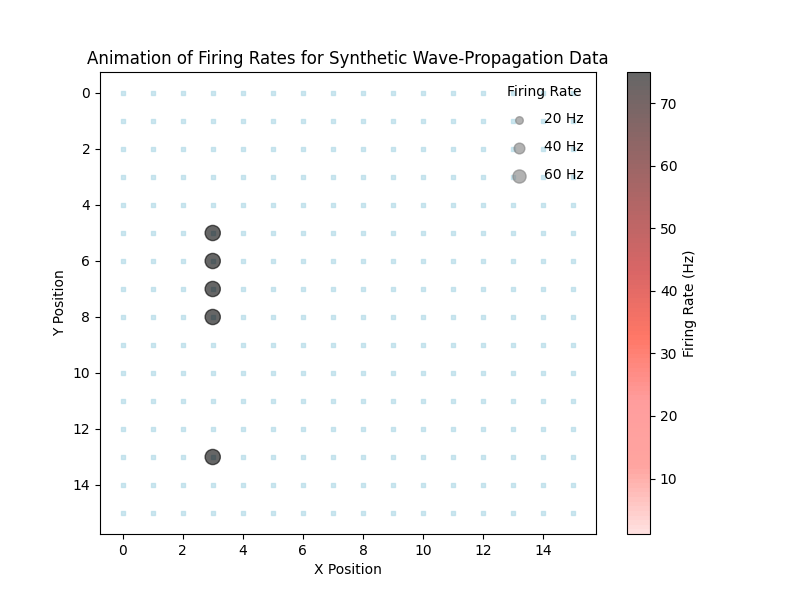 Animation of Firing Rates for Synthetic Wave-Propagation Data
Firing Rate
20 Hz
40 Hz
60 Hz
0
2
4
6
8
10
12
14
Y Position
0 2 4 6 8 10 12 14
X Position
70
60
50
40
30
20
10
Firing Rate (Hz)